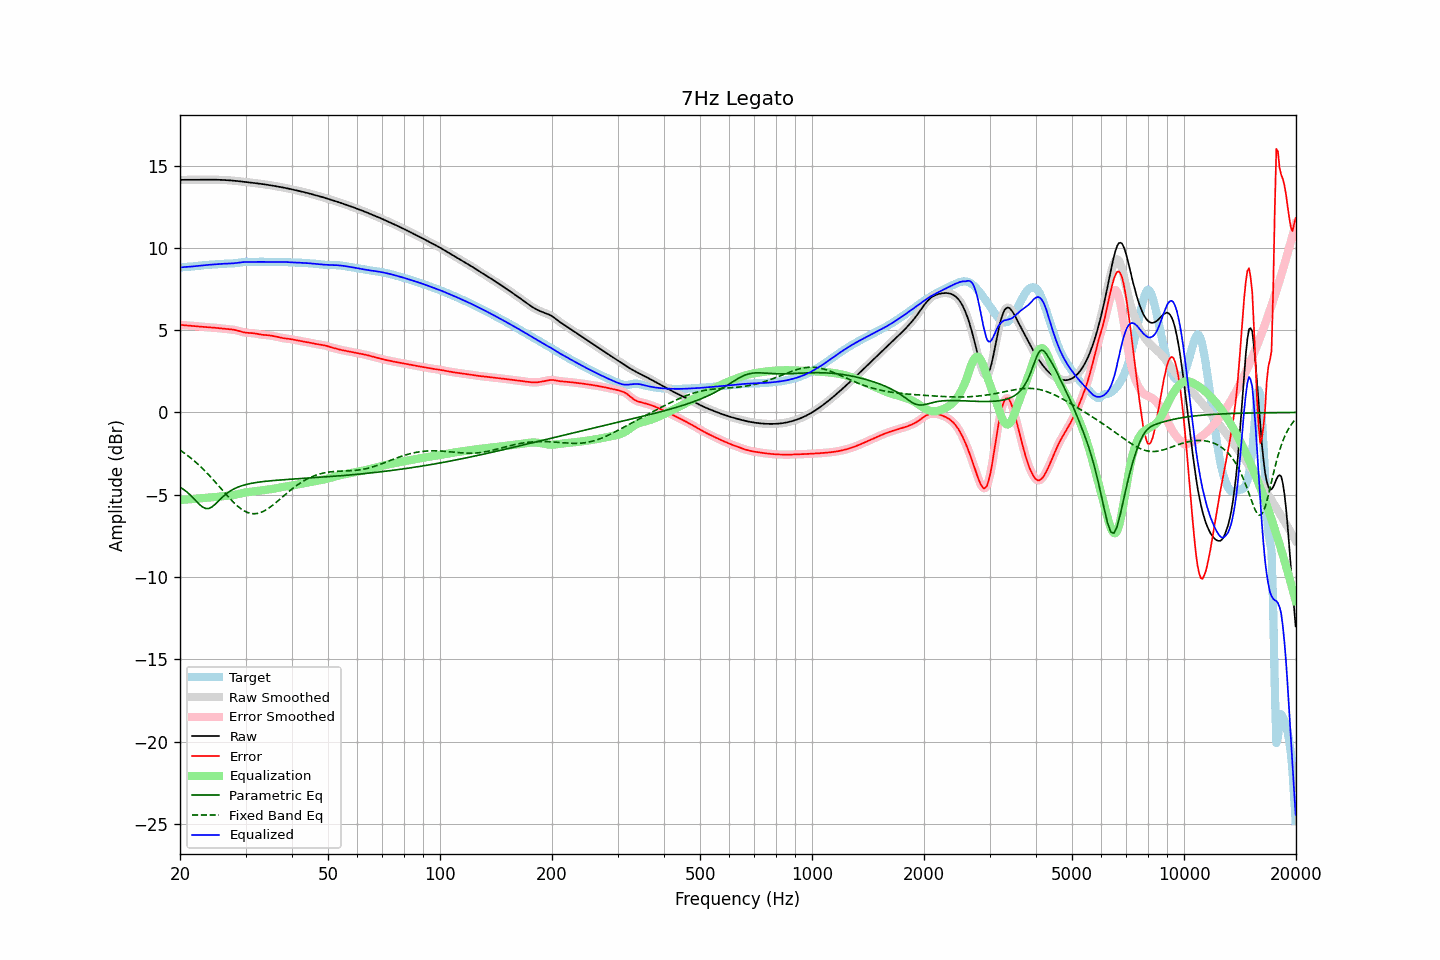 7Hz Legato
Amplitude (dBr)
15
10
5
0
−5
−10
−15
−20
−25
Target
Raw Smoothed
Error Smoothed
Raw
Error
Equalization
Parametric Eq
Fixed Band Eq
Equalized
20 50 100 200 500 1000 2000 5000 10000 20000
Frequency (Hz)